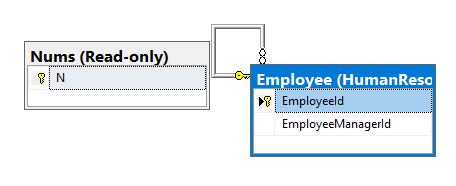 Nums (Read-only)
N
Employee (HumanReso
EmployeeId
EmployeeManagerId